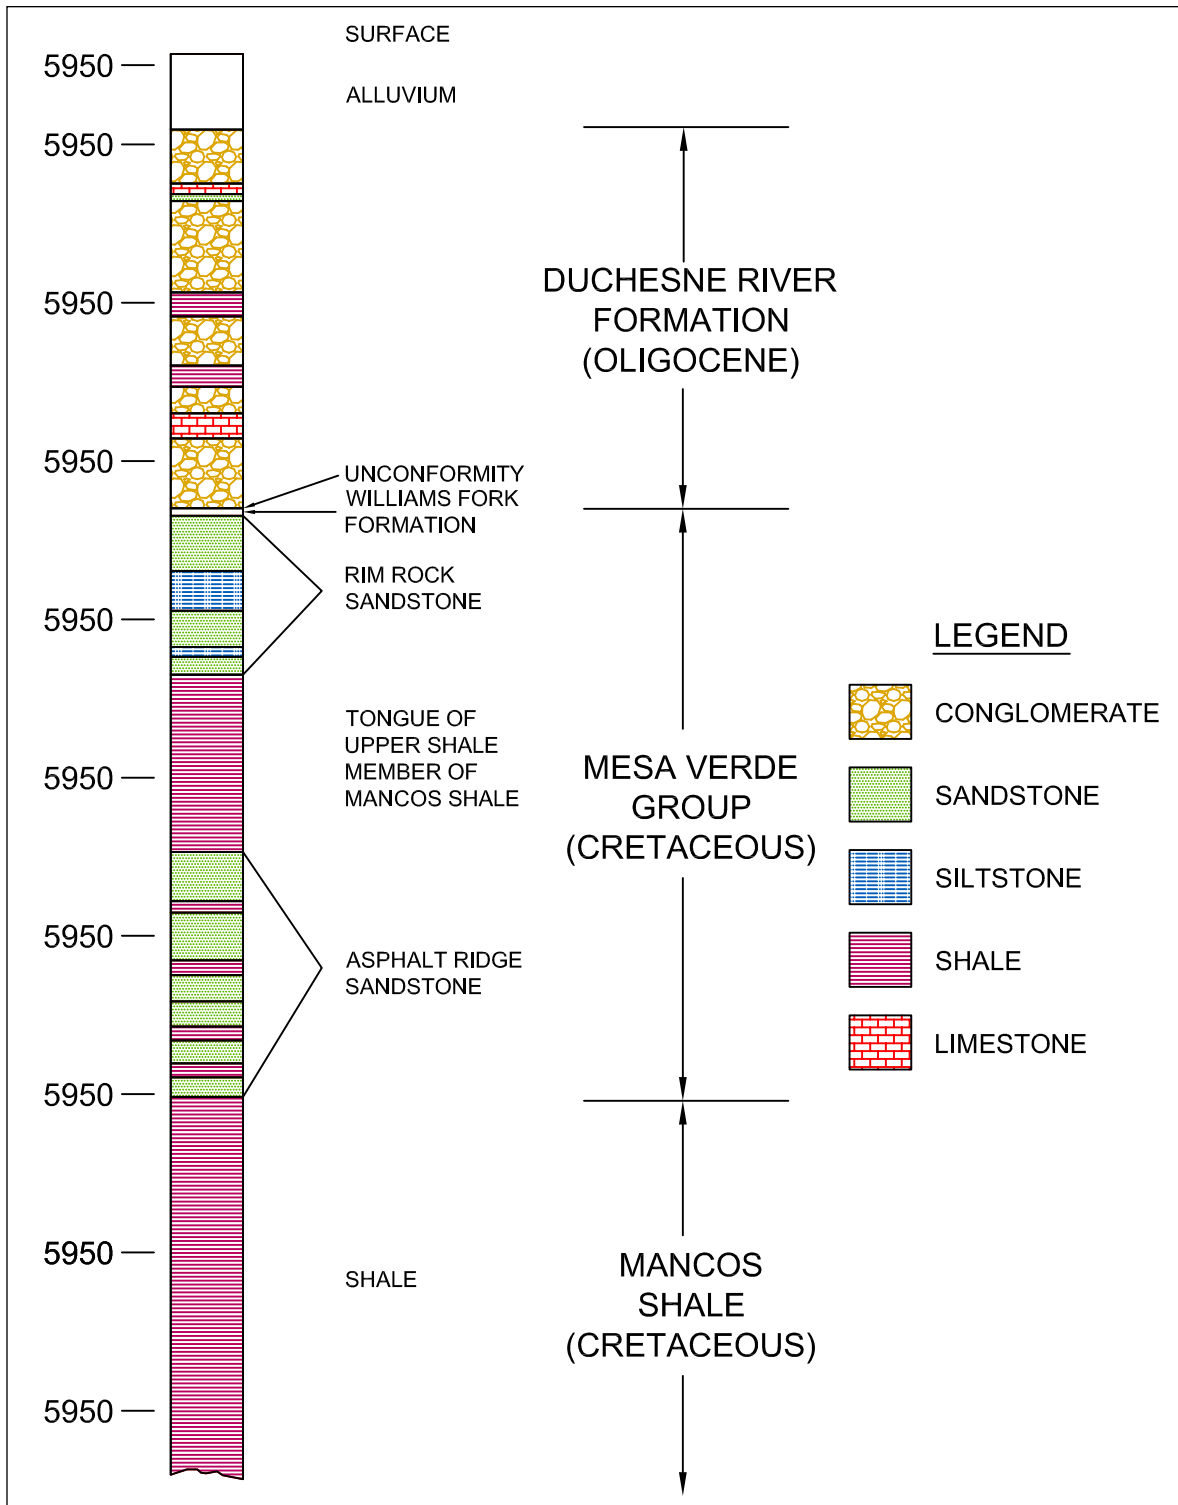 SURFACE
5950
ALLUVIUM
5950
DUCHESNE RIVER
FORMATION
(OLIGOCENE)
5950
5950
UNCONFORMITY
WILLIAMS FORK
FORMATION
RIM ROCK
SANDSTONE
5950
TONGUE OF
UPPER SHALE
MEMBER OF
MANCOS SHALE
5950
MESA VERDE
GROUP
(CRETACEOUS)
5950
ASPHALT RIDGE
SANDSTONE
5950
5950
SHALE
MANCOS
SHALE
(CRETACEOUS)
5950
LEGEND
CONGLOMERATE
SANDSTONE
SILTSTONE
SHALE
LIMESTONE